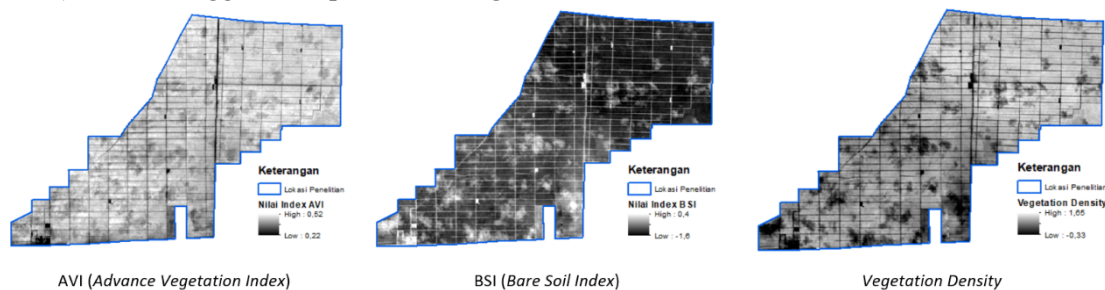 Keterangan
Lokasi Penelitian
Nilai Index AVI
High : 0,52
Low : 0,22
AVI (Advance Vegetation Index)
Keterangan
Lokasi Penelitian
Nilai Index BSI
High : 0,4
Low : -1,6
BSI (Bare Soil Index)
Keterangan
Lokasi Penelitian
Vegetation Density
High : 1,65
Low : -0,33
Vegetation Density